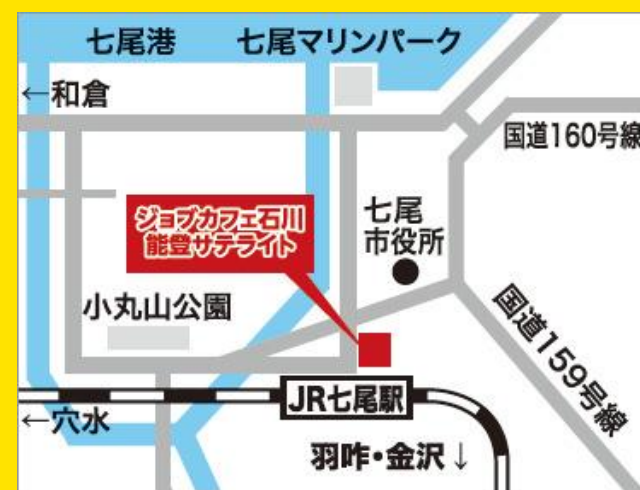 七尾港
七尾マリンパーク
←和倉
国道160号線
ジョブカフェ石川
能登サテライト
七尾
市役所
小丸山公園
国道159号線
JR七尾駅
←穴水
羽咋・金沢↓